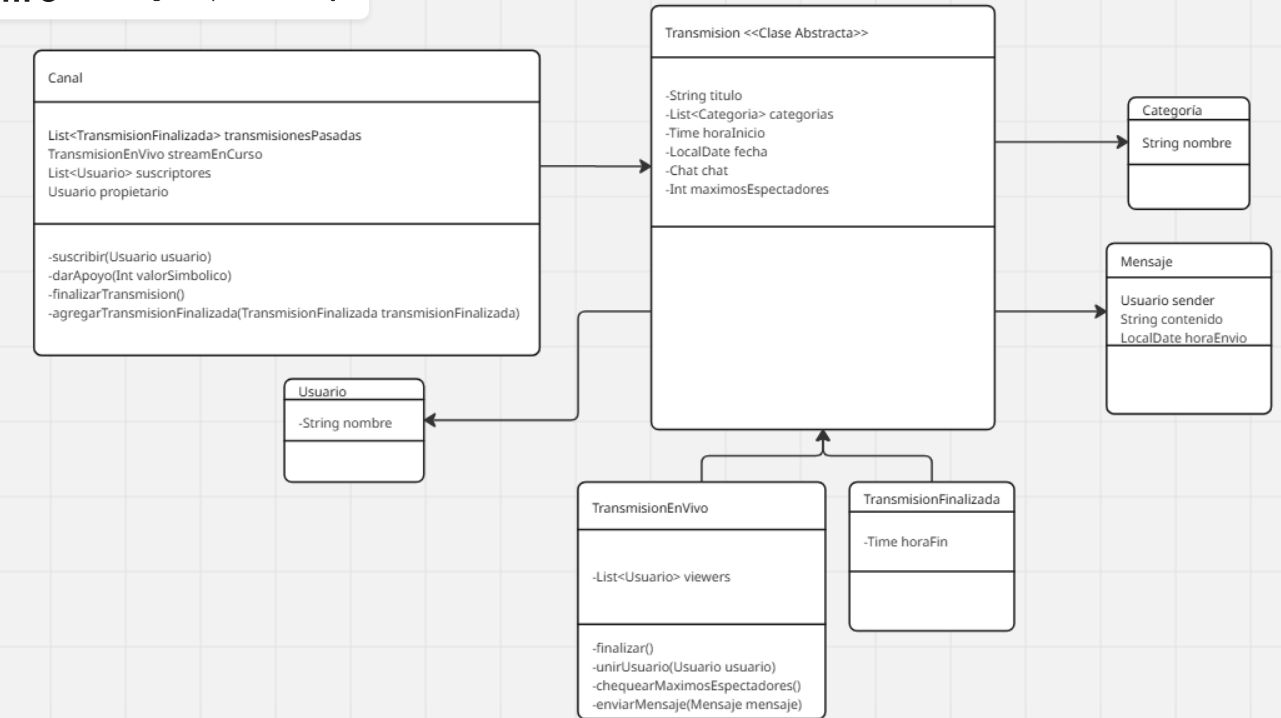 Canal
List<TransmisionFinalizada> transmisionesPasadas
TransmisionEnVivo streamEnCurso
List<Usuario> suscriptores
Usuario propietario
-suscribir(Usuario usuario)
-darApoyo(Int valorSimbolico)
-finalizarTransmision()
-agregarTransmisionFinalizada(TransmisionFinalizada transmisionFinalizada)
Transmision <<Clase Abstracta>>
-String titulo
-List<Categoria> categorias
-Time horaInicio
-LocalDate fecha
-Chat chat
-Int maximosEspectadores
Categoría
String nombre
Mensaje
Usuario sender
String contenido
LocalDate horaEnvio
Usuario
-String nombre
TransmisionEnVivo
-List<Usuario> viewers
-finalizar()
-unirUsuario(Usuario usuario)
-chequearMaximosEspectadores()
-enviarMensaje(Mensaje mensaje)
TransmisionFinalizada
-Time horaFin